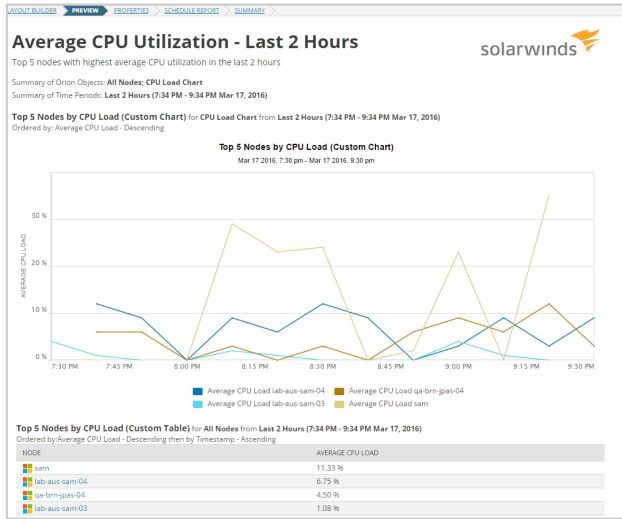 LAYOUT BUILDER PREVIEW PROPERTIES SCHEDULE REPORT SUMMARY
Average CPU Utilization - Last 2 Hours
solarwinds
Top 5 nodes with highest average CPU utilization in the last 2 hours
Summary of Orion Objects: All Nodes; CPU Load Chart
Summary of Time Periods: Last 2 Hours (7:34 PM - 9:34 PM Mar 17, 2016)
Top 5 Nodes by CPU Load (Custom Chart) for CPU Load Chart from Last 2 Hours (7:34 PM - 9:34 PM Mar 17, 2016)
Ordered by: Average CPU Load - Descending
Top 5 Nodes by CPU Load (Custom Chart)
Mar 17 2016, 7:30 pm - Mar 17 2016, 9:30 pm
AVERAGE CPU LOAD
30 %
20 %
10 %
0 %
7:30 PM 7:45 PM 8:00 PM 8:15 PM 8:30 PM 8:45 PM 9:00 PM 9:15 PM 9:30 PM
Average CPU Load lab-aus-sam-04 Average CPU Load qa-brn-jpas-04
Average CPU Load lab-aus-sam-03 Average CPU Load sam
Top 5 Nodes by CPU Load (Custom Table) for All Nodes from Last 2 Hours (7:34 PM - 9:34 PM Mar 17, 2016)
Ordered by:Average CPU Load - Descending then by Timestamp - Ascending
NODE AVERAGE CPU LOAD
sam 11.33 %
lab-aus-sam-04 6.75 %
qa-brn-jpas-04 4.50 %
lab-aus-sam-03 1.08 %